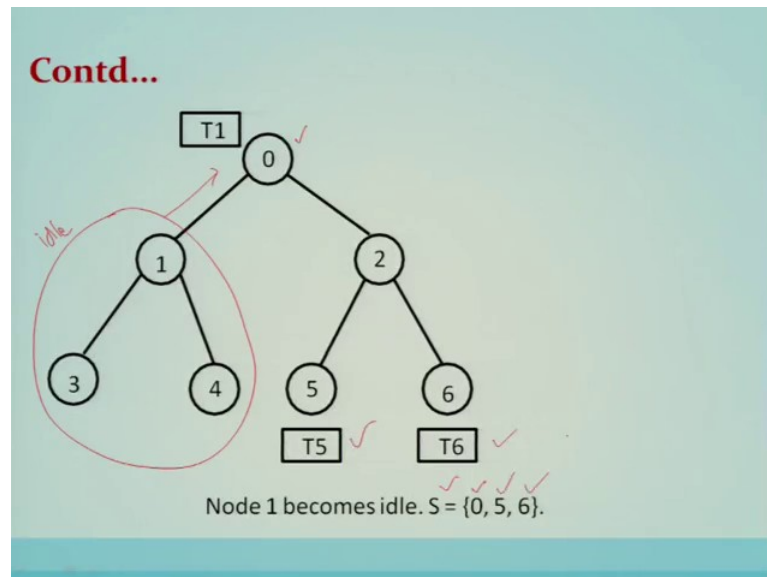 Contd...
T1
0
idle
1
2
3
4
5
6
T5
T6
Node 1 becomes idle. S = {0, 5, 6}.